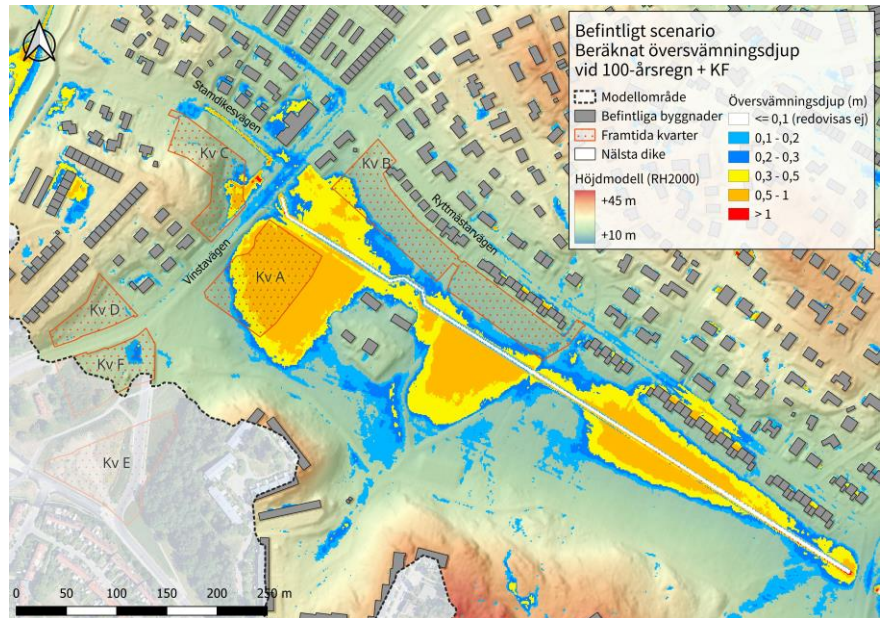 Befintligt scenario
Beräknat översvämningsdjup
vid 100-årsregn + KF
Modellområde
Befintliga byggnader
Framtida kvarter
Nälsta dike
Höjdmodell (RH2000)
+45 m
+10 m
Översvämningsdjup (m)
<= 0,1 (redovisas ej)
0,1 - 0,2
0,2 - 0,3
0,3 - 0,5
0,5 - 1
> 1
Stamdikesvägen
Kv C
Kv B
Ryttmästarvägen
Vinstavägen
Kv A
Kv D
Kv F
Kv E
0 50 100 150 200 250 m